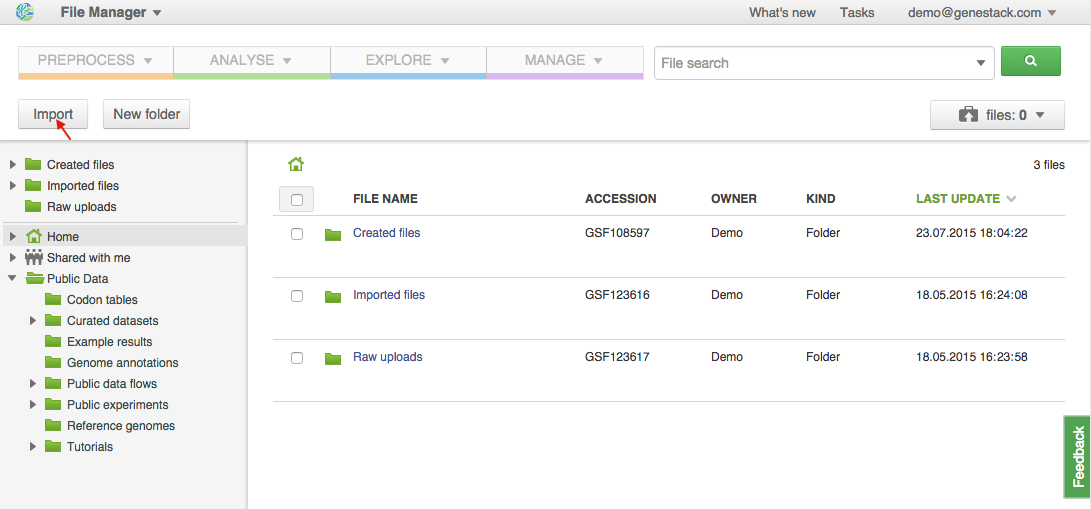 File Manager
What's new
Tasks
demo@genestack.com
PREPROCESS
ANALYSE
EXPLORE
MANAGE
File search
Import
New folder
files: 0
Created files
Imported files
Raw uploads
Home
Shared with me
Public Data
Codon tables
Curated datasets
Example results
Genome annotations
Public data flows
Public experiments
Reference genomes
Tutorials
3 files
FILE NAME ACCESSION OWNER KIND LAST UPDATE
Created files GSF108597 Demo Folder 23.07.2015 18:04:22
Imported files GSF123616 Demo Folder 18.05.2015 16:24:08
Raw uploads GSF123617 Demo Folder 18.05.2015 16:23:58
Feedback